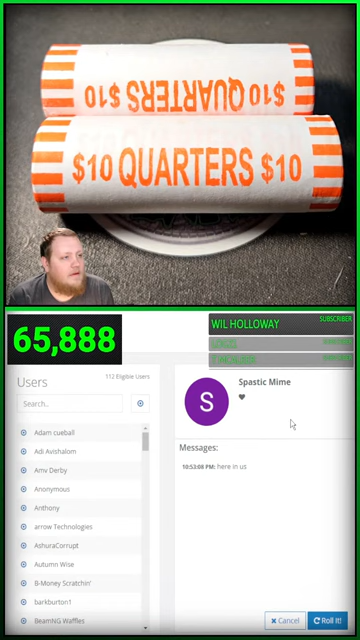 $10 QUARTERS $10
$10 QUARTERS $10
65,888
WIL HOLLOWAY
SUBSCRIBER
Users
112 Eligible Users
Search..
Adam cueball
Adi Avishalom
Amv Derby
Anonymous
Anthony
arrow Technologies
AshuraCorrupt
Autumn Wise
B-Money Scratchin'
barkburton1
BeamNG Waffles
S
Spastic Mime
Messages:
10:53:08 PM: here in us
Cancel
Roll It!